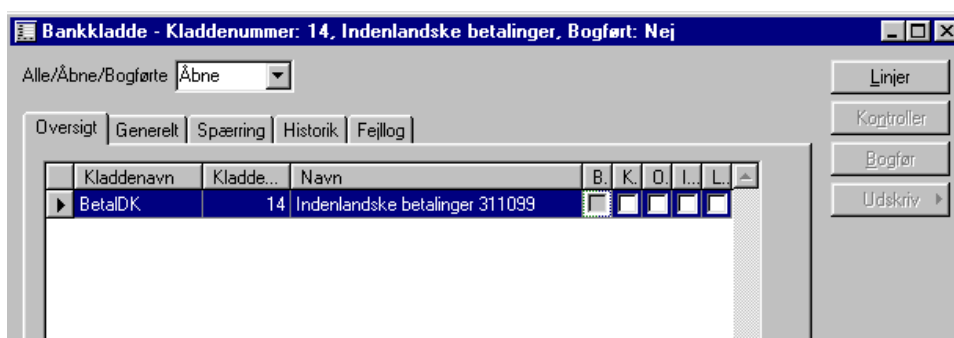 Bankkladde - Kladdenummer: 14, Indenlandske betalinger, Bogført: Nej
Alle/Åbne/Bogførte Åbne
Linjer
Kontroller
Bogfør
Udskriv
Oversigt Generelt Spærring Historik Fejllog
Kladdenavn Kladde... Navn B. K. O. I... L...
BetalDK 14 Indenlandske betalinger 311099